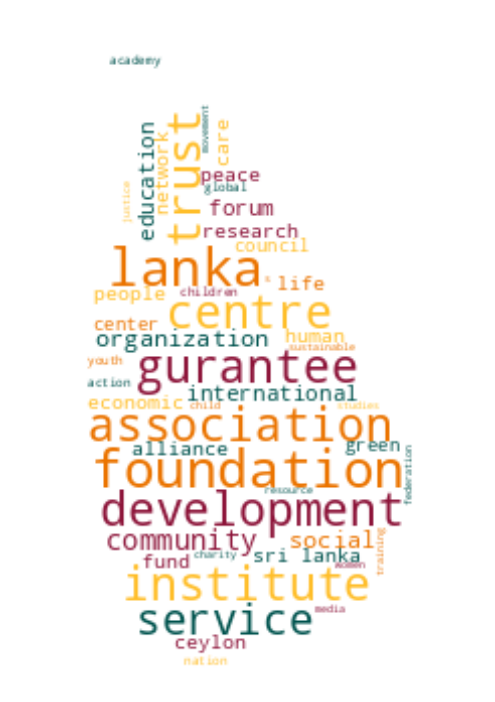 academy
movement
trust
care
education
network
peace
global
justice
forum
research
council
lanka
life
people
children
centre
center
organization
human
sustainable
gurantee
youth
action
international
economic
child
studies
association
alliance
green
foundation
federation
resource
development
community
social
training
charity
sri lanka
fund
women
institute
service
media
ceylon
nation